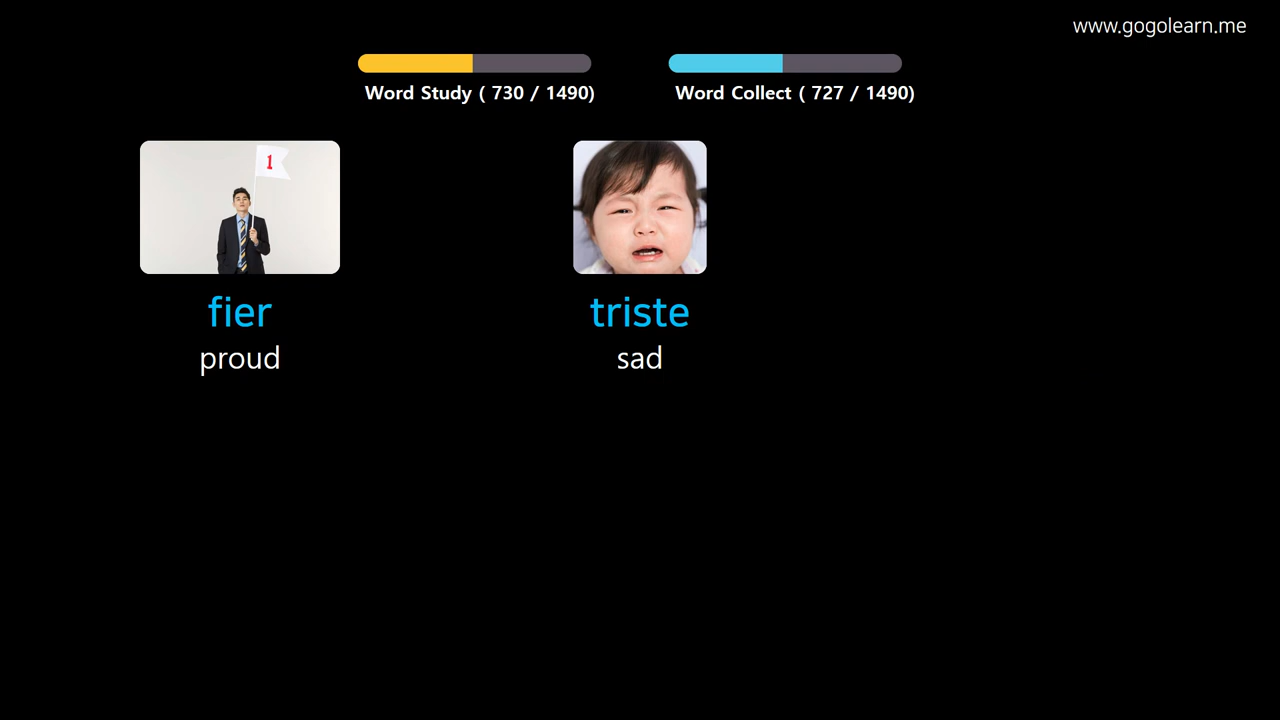 www.gogolearn.me
Word Study ( 730 / 1490)
Word Collect ( 727 / 1490)
1
fier
proud
triste
sad